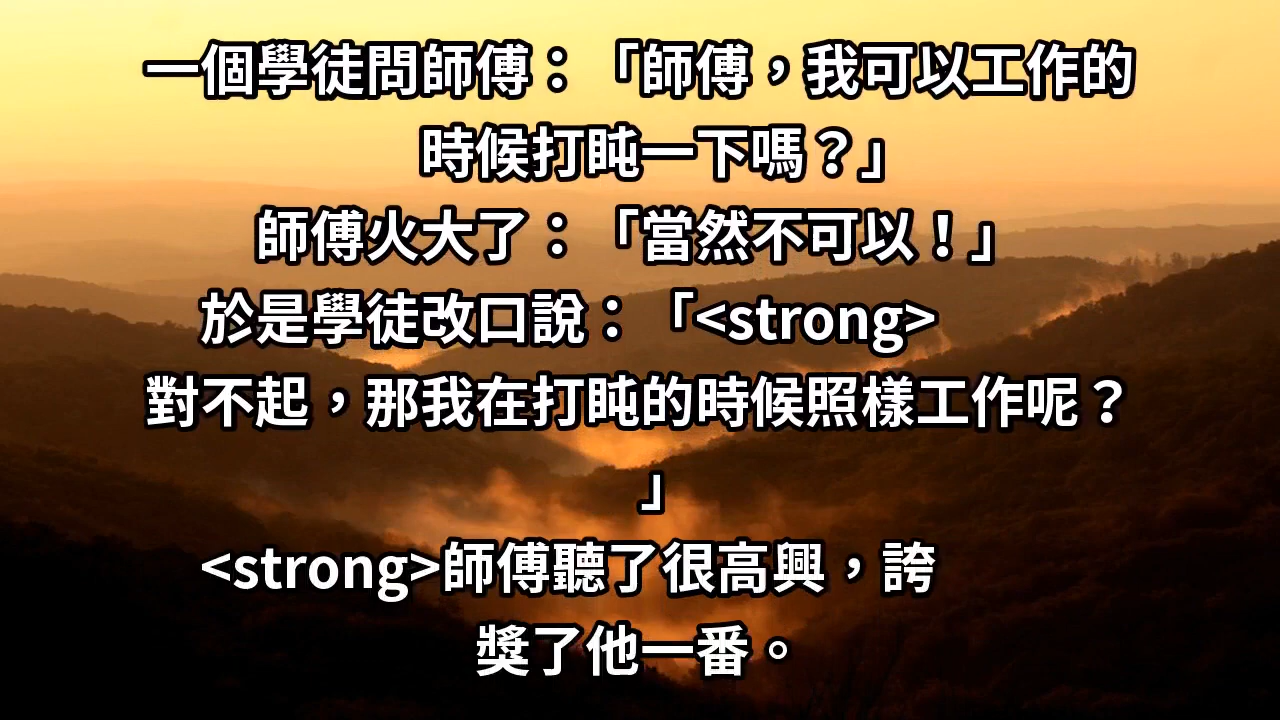 一個學徒問師傅：「師傅，我可以工作的
時候打盹一下嗎？」
師傅火大了：「當然不可以！」
於是學徒改口說：「<strong>
對不起，那我在打盹的時候照樣工作呢？
」
<strong>師傅聽了很高興，誇
獎了他一番。